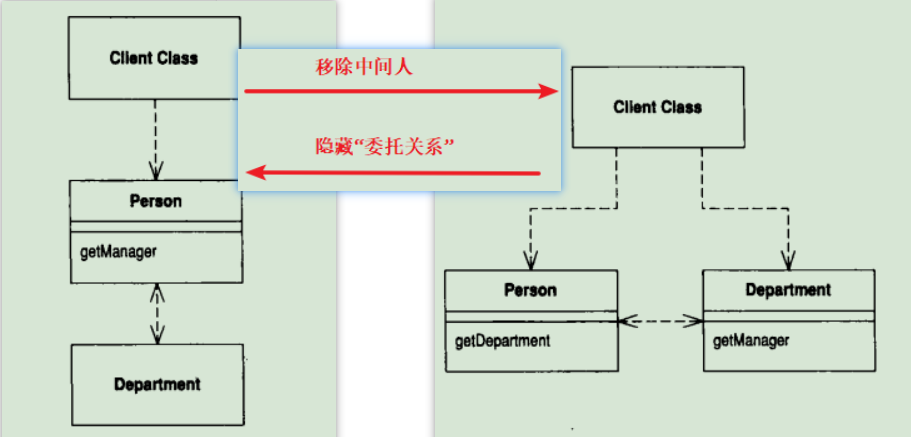 Client Class
Person
getManager
Department
移除中间人
隐藏“委托关系”
Client Class
Person
getDepartment
Department
getManager